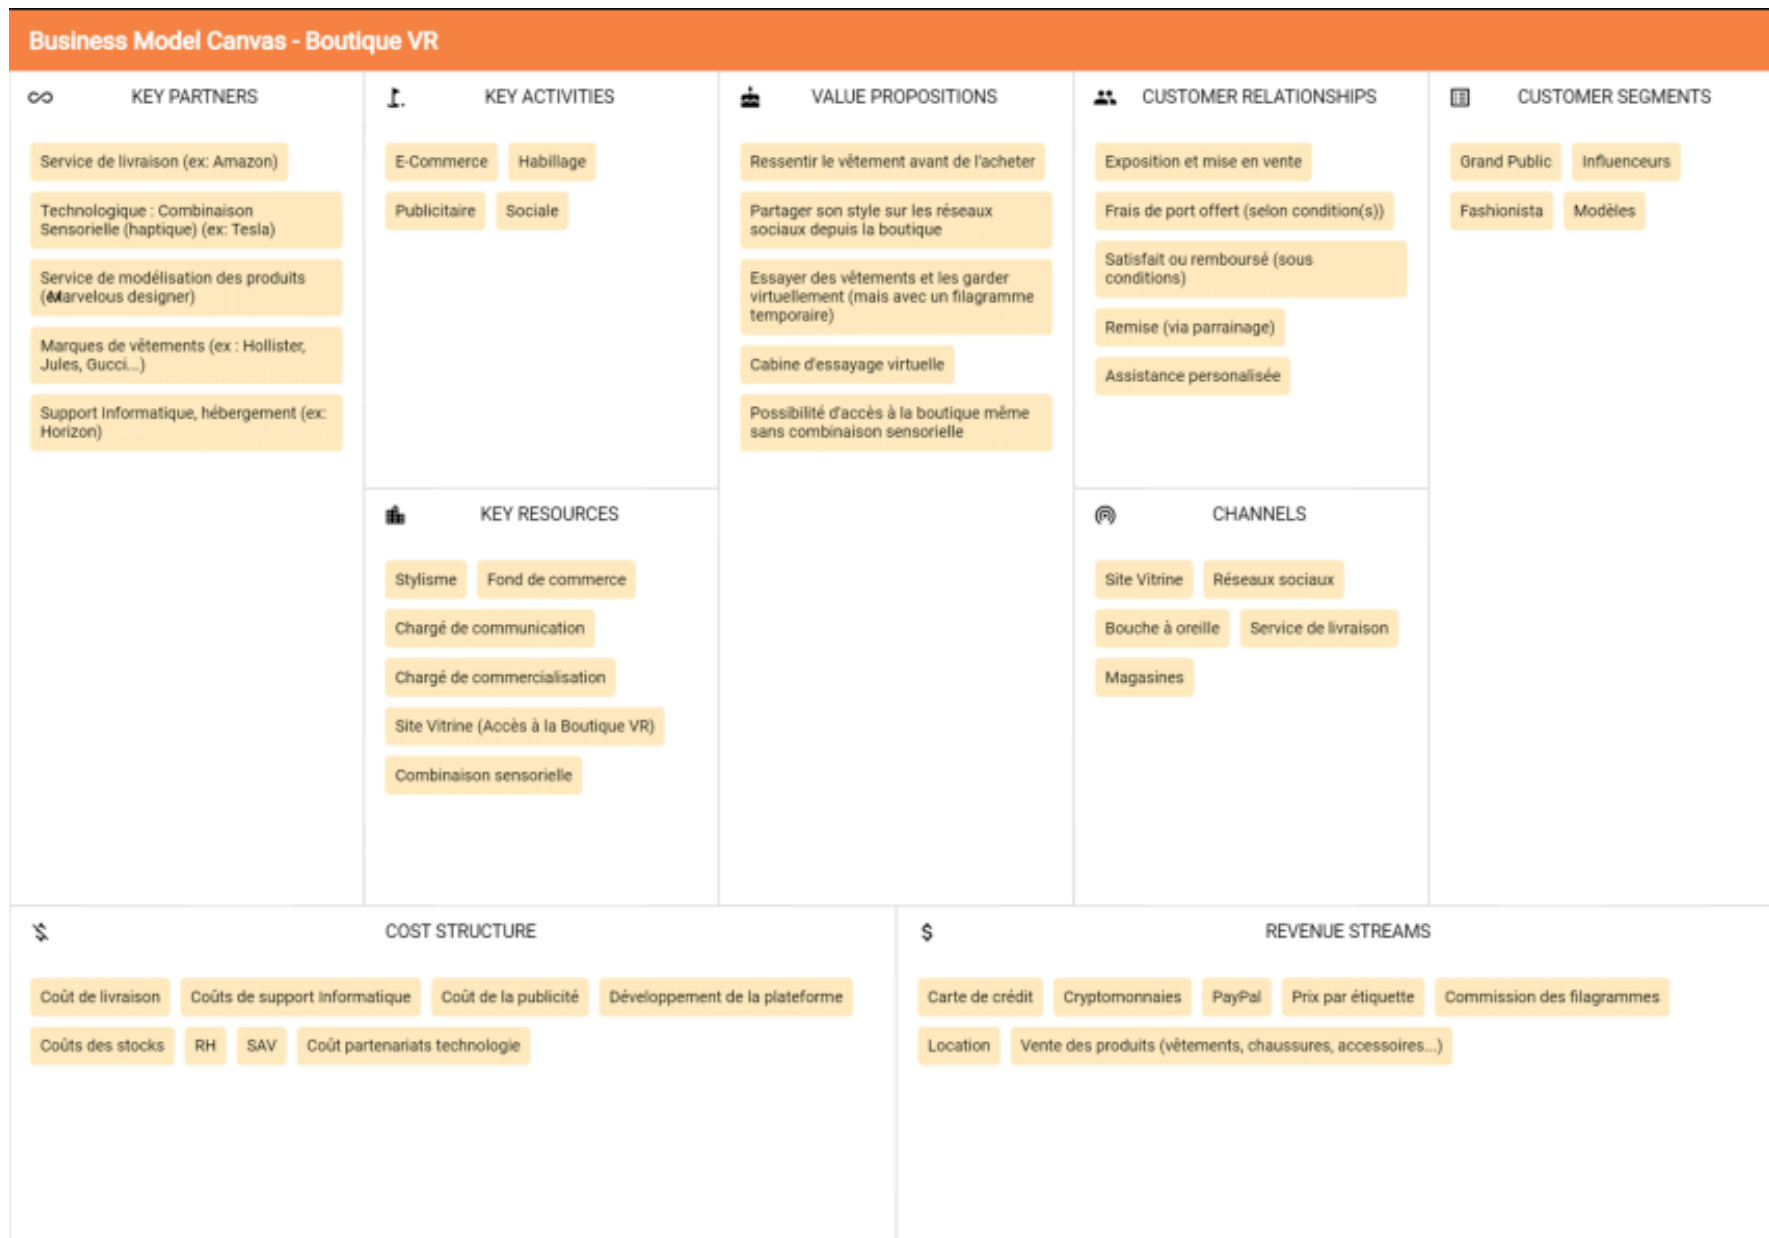 Business Model Canvas - Boutique VR
KEY PARTNERS
Service de livraison (ex: Amazon)
Technologique : Combinaison
Sensorielle (haptique) (ex: Tesla)
Service de modélisation des produits
(Marvelous designer)
Marques de vêtements (ex : Hollister,
Jules, Gucci...)
Support Informatique, hébergement (ex:
Horizon)
KEY ACTIVITIES
E-Commerce
Habillage
Publicitaire
Sociale
KEY RESOURCES
Stylisme
Fond de commerce
Chargé de communication
Chargé de commercialisation
Site Vitrine (Accès à la Boutique VR)
Combinaison sensorielle
VALUE PROPOSITIONS
Ressentir le vêtement avant de l'acheter
Partager son style sur les réseaux
sociaux depuis la boutique
Essayer des vêtements et les garder
virtuellement (mais avec un filagramme
temporaire)
Cabine d'essayage virtuelle
Possibilité d'accès à la boutique même
sans combinaison sensorielle
CUSTOMER RELATIONSHIPS
Exposition et mise en vente
Frais de port offert (selon condition(s))
Satisfait ou remboursé (sous
conditions)
Remise (via parrainage)
Assistance personalisée
CHANNELS
Site Vitrine
Réseaux sociaux
Bouche à oreille
Service de livraison
Magasines
CUSTOMER SEGMENTS
Grand Public
Influenceurs
Fashionista
Modèles
COST STRUCTURE
Coût de livraison
Coûts de support Informatique
Coût de la publicité
Développement de la plateforme
Coûts des stocks
RH
SAV
Coût partenariats technologie
REVENUE STREAMS
Carte de crédit
Cryptomonnaies
PayPal
Prix par étiquette
Commission des filagrammes
Location
Vente des produits (vêtements, chaussures, accessoires...)